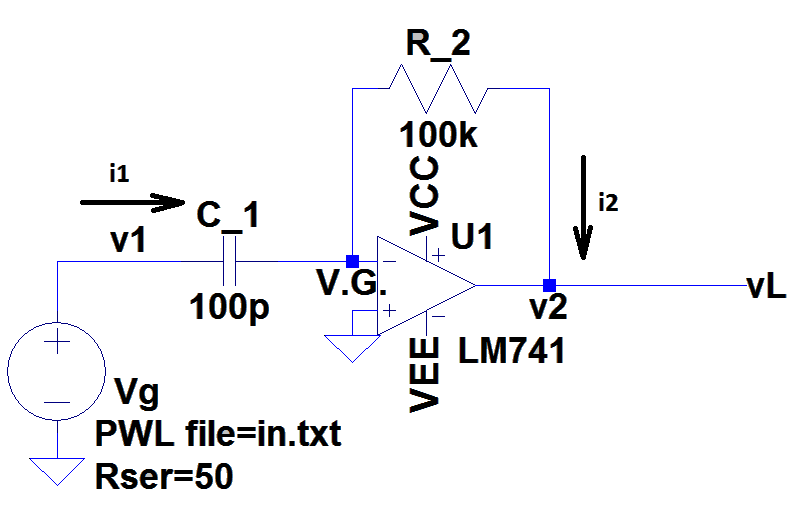 R_2
100k
i1
C_1
v1
100p
VCC
U1
i2
V.G.
v2
vL
VEE
LM741
Vg
PWL file=in.txt
Rser=50